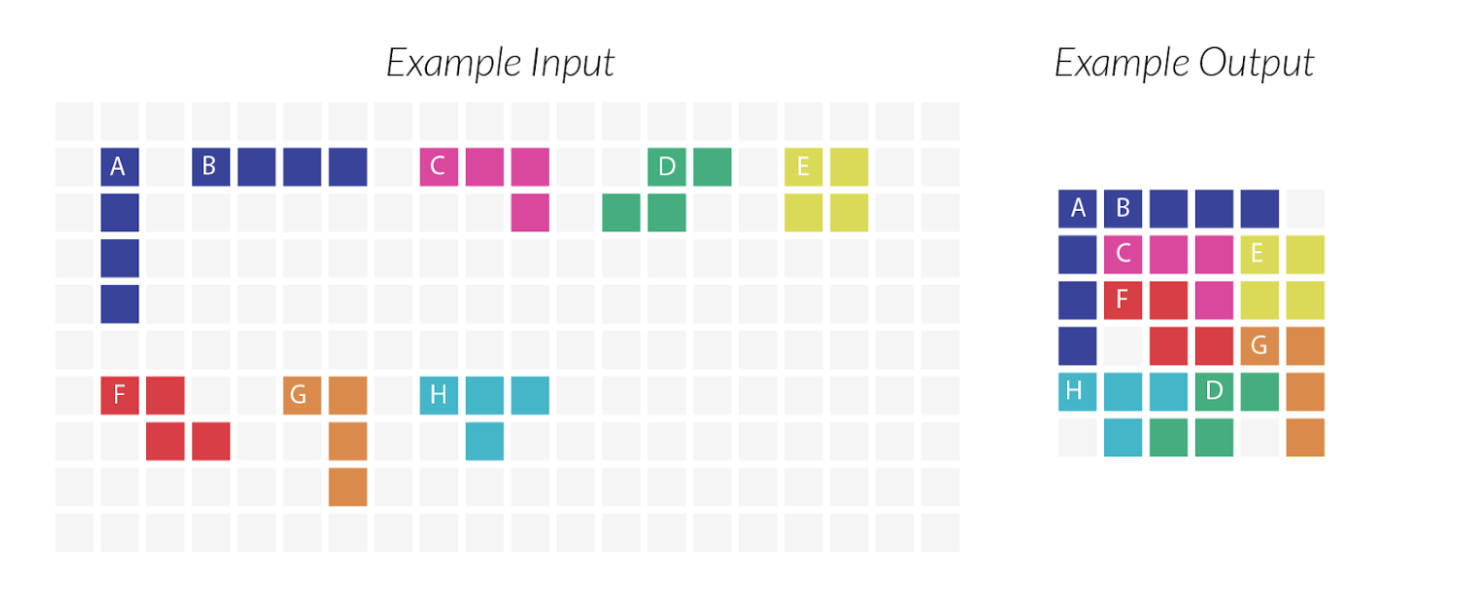 Example Input
Example Output
A B C D E
F G H
A B
C E
F
G
H D